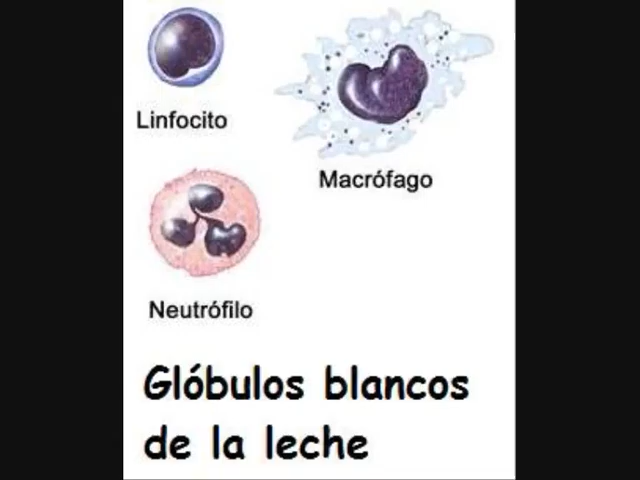 Linfocito
Macrófago
Neutrófilo
Glóbulos blancos
de la leche